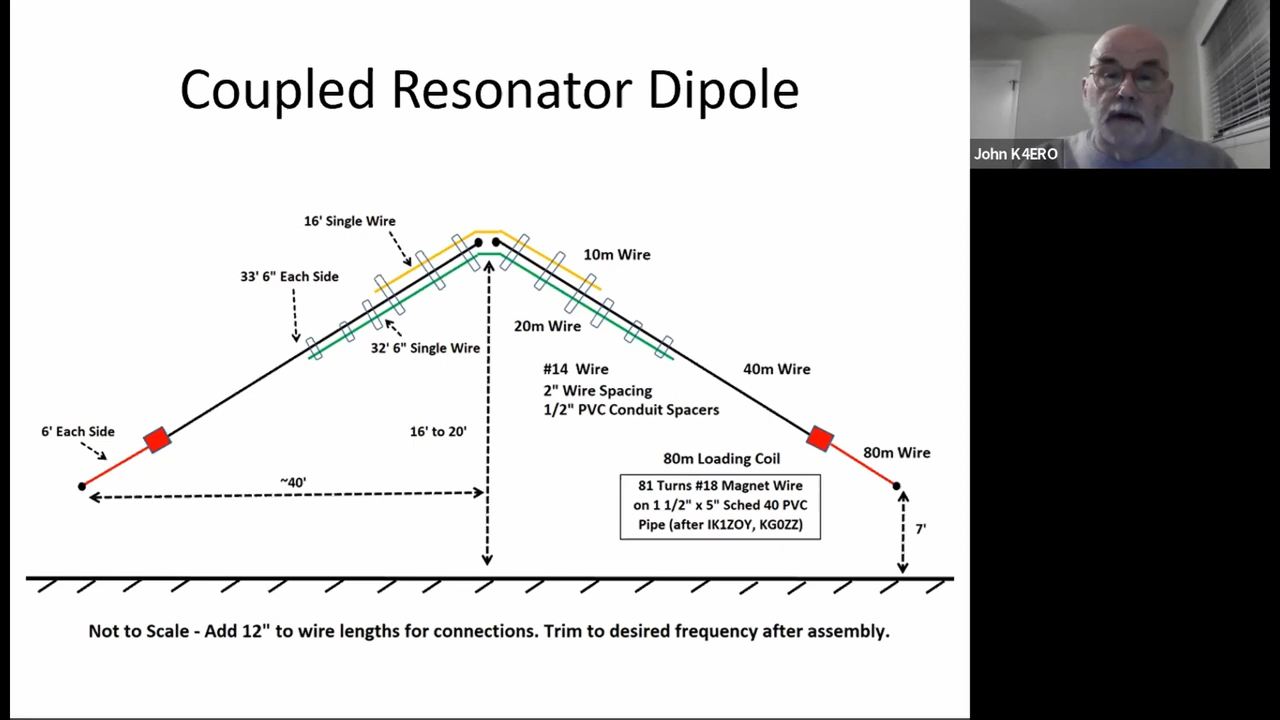 Coupled Resonator Dipole
John K4ERO
16' Single Wire
10m Wire
33' 6" Each Side
20m Wire
32' 6" Single Wire
#14 Wire
2" Wire Spacing
1/2" PVC Conduit Spacers
40m Wire
6' Each Side
16' to 20'
80m Wire
80m Loading Coil
~40'
81 Turns #18 Magnet Wire
on 1 1/2" x 5" Sched 40 PVC
Pipe (after IK1ZOY, KG0ZZ)
7'
Not to Scale - Add 12" to wire lengths for connections. Trim to desired frequency after assembly.